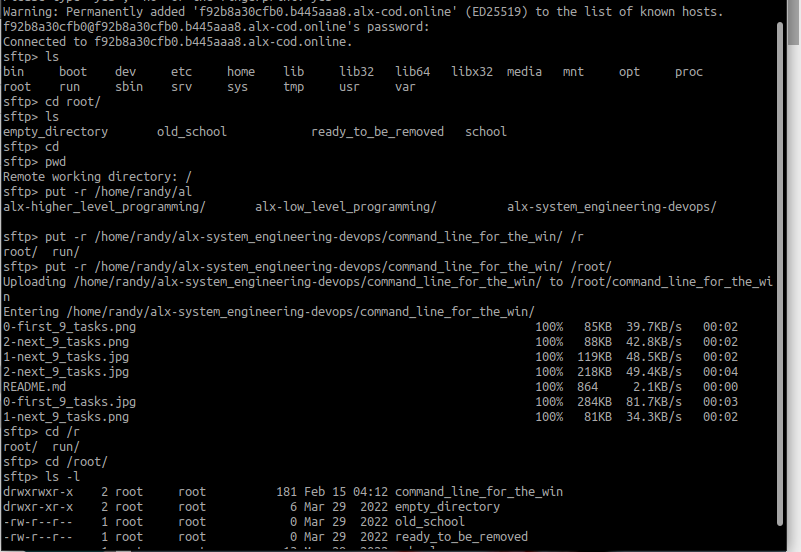 Warning: Permanently added 'f92b8a30cfb0.b445aaa8.alx-cod.online' (ED25519) to the list of known hosts.
f92b8a30cfb0@f92b8a30cfb0.b445aaa8.alx-cod.online's password:
Connected to f92b8a30cfb0.b445aaa8.alx-cod.online.
sftp> ls
bin boot dev etc home lib lib32 lib64 libx32 media mnt opt proc
root run sbin srv sys tmp usr var
sftp> cd root/
sftp> ls
empty_directory old_school ready_to_be_removed school
sftp> cd
sftp> pwd
Remote working directory: /
sftp> put -r /home/randy/al
alx-higher_level_programming/ alx-low_level_programming/ alx-system_engineering-devops/
sftp> put -r /home/randy/alx-system_engineering-devops/command_line_for_the_win/ /r
root/ run/
sftp> put -r /home/randy/alx-system_engineering-devops/command_line_for_the_win/ /root/
Uploading /home/randy/alx-system_engineering-devops/command_line_for_the_win/ to /root/command_line_for_the_wi
n
Entering /home/randy/alx-system_engineering-devops/command_line_for_the_win/
0-first_9_tasks.png 100% 85KB 39.7KB/s 00:02
2-next_9_tasks.png 100% 88KB 42.8KB/s 00:02
1-next_9_tasks.jpg 100% 119KB 48.5KB/s 00:02
2-next_9_tasks.jpg 100% 218KB 49.4KB/s 00:04
README.md 100% 864 2.1KB/s 00:00
0-first_9_tasks.jpg 100% 284KB 81.7KB/s 00:03
1-next_9_tasks.png 100% 81KB 34.3KB/s 00:02
sftp> cd /r
root/ run/
sftp> cd /root/
sftp> ls -l
drwxrwxr-x 2 root root 181 Feb 15 04:12 command_line_for_the_win
drwxr-xr-x 2 root root 6 Mar 29 2022 empty_directory
-rw-r--r-- 1 root root 0 Mar 29 2022 old_school
-rw-r--r-- 1 root root 0 Mar 29 2022 ready_to_be_removed